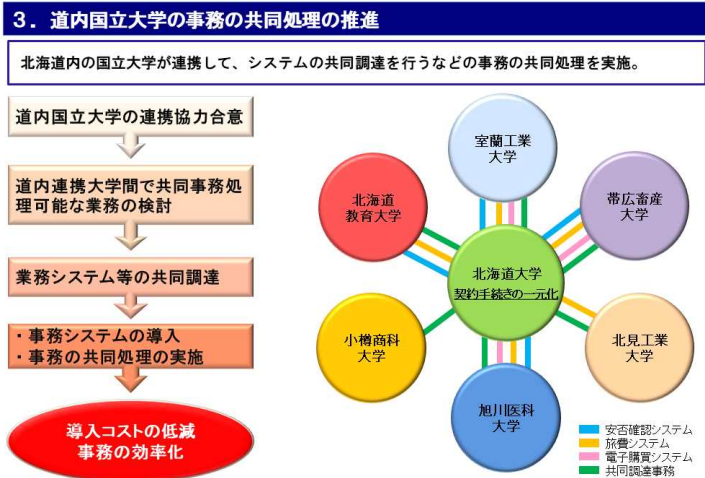 3．道内国立大学の事務の共同処理の推進
北海道内の国立大学が連携して、システムの共同調達を行うなどの事務の共同処理を実施。
道内国立大学の連携協力合意
道内連携大学間で共同事務処
理可能な業務の検討
業務システム等の共同調達
・事務システムの導入
・事務の共同処理の実施
導入コストの低減
事務の効率化
室蘭工業
大学
北海道
教育大学
帯広畜産
大学
北海道大学
契約手続きの一元化
小樽商科
大学
北見工業
大学
旭川医科
大学
安否確認システム
旅費システム
電子購買システム
共同調達事務